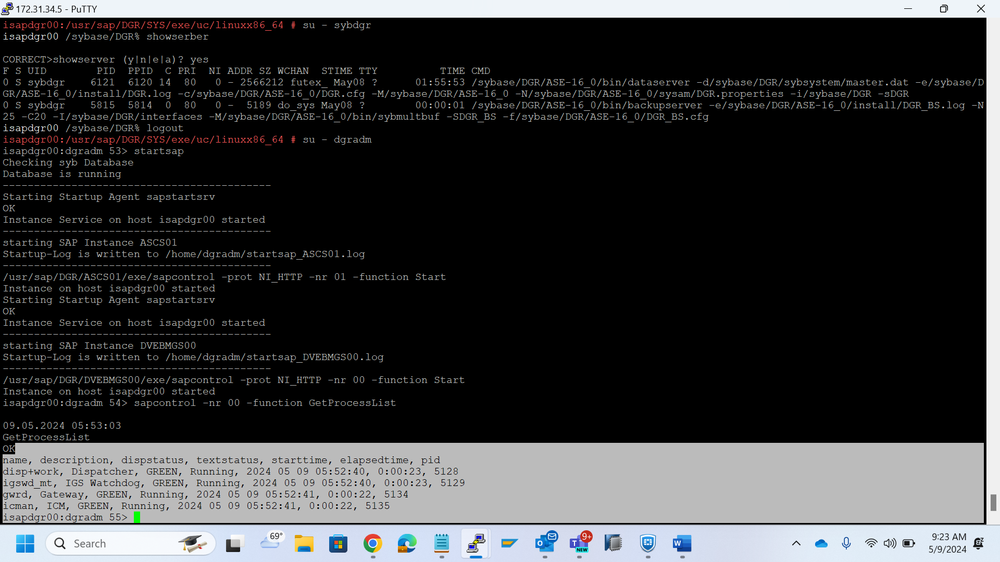 172.31.34.5 - PuTTY
isapdgr00:/usr/sap/DGR/SYS/exe/uc/linuxx86_64 # su - sybdgr
isapdgr00 /sybase/DGR% showserber
CORRECT>showserver (y|n|e|a)? yes
F S UID        PID  PPID  C PRI  NI ADDR SZ WCHAN  STIME TTY          TIME CMD
0 S sybdgr    6121  6120 14  80   0 - 2566212 futex_ May08 ?      01:55:53 /sybase/DGR/ASE-16_0/bin/dataserver -d/sybase/DGR/sybsystem/master.dat -e/sybase/D
GR/ASE-16_0/install/DGR.log -c/sybase/DGR/ASE-16_0/DGR.cfg -M/sybase/DGR/ASE-16_0 -N/sybase/DGR/ASE-16_0/sysam/DGR.properties -i/sybase/DGR -sDGR
0 S sybdgr    5815  5814  0  80   0 -  5189 do_sys May08 ?      00:00:01 /sybase/DGR/ASE-16_0/bin/backupserver -e/sybase/DGR/ASE-16_0/install/DGR_BS.log -N
25 -C20 -I/sybase/DGR/interfaces -M/sybase/DGR/ASE-16_0/bin/sybmultbuf -SDGR_BS -f/sybase/DGR/ASE-16_0/DGR_BS.cfg
isapdgr00 /sybase/DGR% logout
isapdgr00:/usr/sap/DGR/SYS/exe/uc/linuxx86_64 # su - dgradm
isapdgr00:dgradm 53> startsap
Checking syb Database
Database is running
-------------------------------------------
Starting Startup Agent sapstartsrv
OK
Instance Service on host isapdgr00 started
-------------------------------------------
starting SAP Instance ASCS01
Startup-Log is written to /home/dgradm/startsap_ASCS01.log
-------------------------------------------
/usr/sap/DGR/ASCS01/exe/sapcontrol -prot NI_HTTP -nr 01 -function Start
Instance on host isapdgr00 started
Starting Startup Agent sapstartsrv
OK
Instance Service on host isapdgr00 started
-------------------------------------------
starting SAP Instance DVEBMGS00
Startup-Log is written to /home/dgradm/startsap_DVEBMGS00.log
-------------------------------------------
/usr/sap/DGR/DVEBMGS00/exe/sapcontrol -prot NI_HTTP -nr 00 -function Start
Instance on host isapdgr00 started
isapdgr00:dgradm 54> sapcontrol -nr 00 -function GetProcessList
09.05.2024 05:53:03
GetProcessList
OK
name, description, dispstatus, textstatus, starttime, elapsedtime, pid
disp+work, Dispatcher, GREEN, Running, 2024 05 09 05:52:40, 0:00:23, 5128
igswd_mt, IGS Watchdog, GREEN, Running, 2024 05 09 05:52:40, 0:00:23, 5129
gwrd, Gateway, GREEN, Running, 2024 05 09 05:52:41, 0:00:22, 5134
icman, ICM, GREEN, Running, 2024 05 09 05:52:41, 0:00:22, 5135
isapdgr00:dgradm 55>
Search
69°
9+
NEW
9:23 AM
5/9/2024